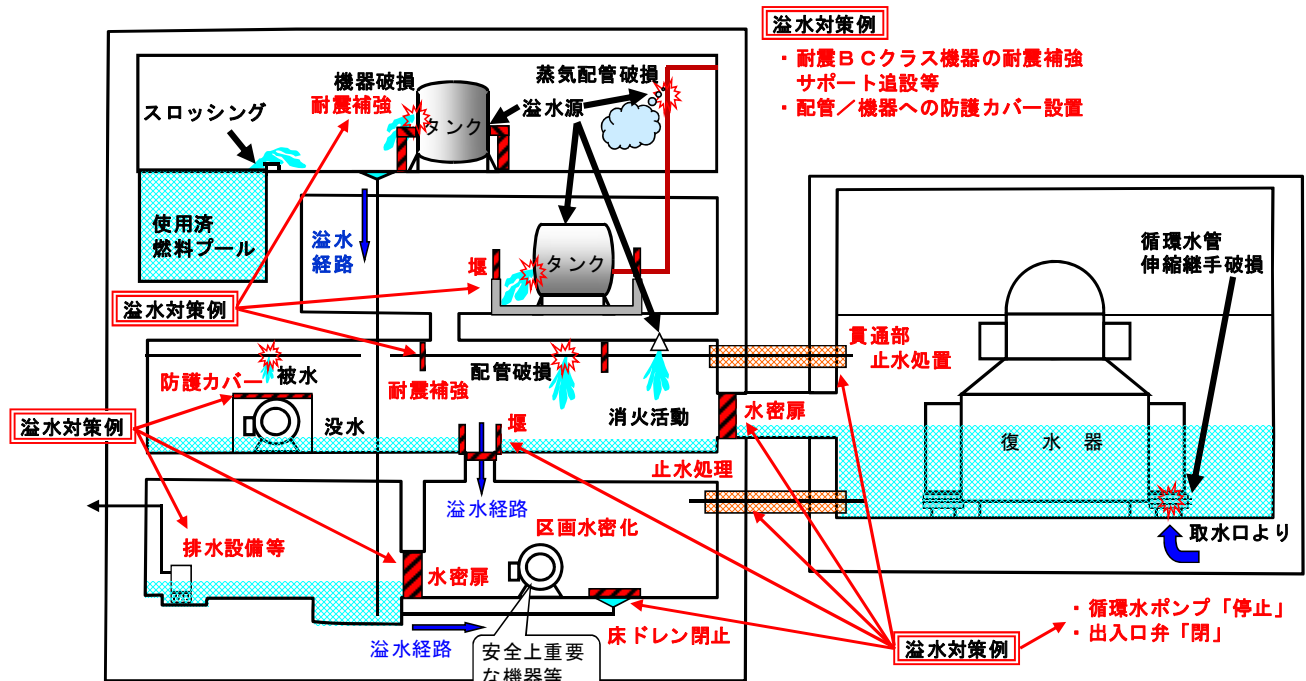 溢水対策例
・耐震BCクラス機器の耐震補強
サポート追設等
・配管/機器への防護カバー設置
機器破損
耐震補強
蒸気配管破損
スロッシング
タンク
溢水源
使用済
燃料プール
溢水
経路
堰
タンク
循環水管
伸縮継手破損
溢水対策例
貫通部
止水処置
防護カバー
被水
耐震補強
配管破損
消火活動
水密扉
溢水対策例
没水
堰
復水器
止水処理
溢水経路
区画水密化
取水口より
排水設備等
水密扉
床ドレン閉止
溢水経路
安全上重要
な機器等
溢水対策例
・循環水ポンプ「停止」
・出入口弁「閉」